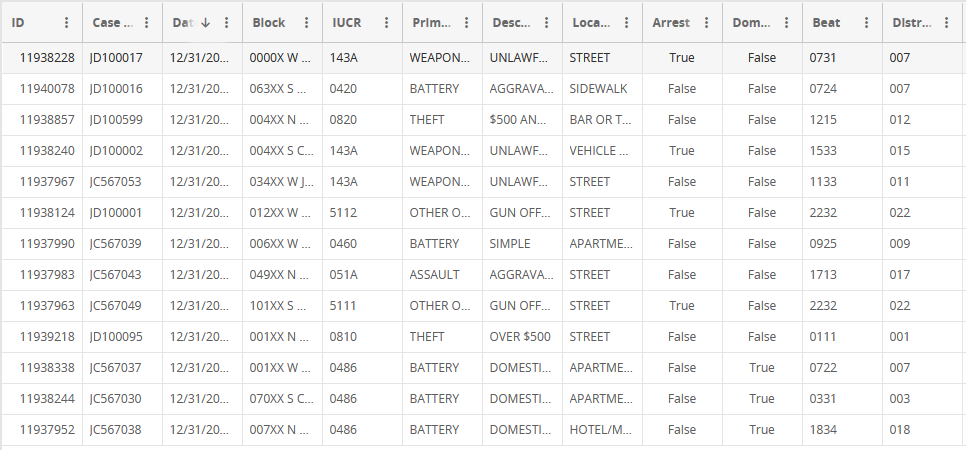 ID Case ... Dat Block IUCR Prim... Desc... Loca... Arrest Dom... Beat Distr...
11938228 JD100017 12/31/20... 0000X W ... 143A WEAPON... UNLAWF... STREET True False 0731 007
11940078 JD100016 12/31/20... 063XX S ... 0420 BATTERY AGGRAVA... SIDEWALK False False 0724 007
11938857 JD100599 12/31/20... 004XX N ... 0820 THEFT $500 AN... BAR OR T... False False 1215 012
11938240 JD100002 12/31/20... 004XX S C... 143A WEAPON... UNLAWF... VEHICLE ... True False 1533 015
11937967 JC567053 12/31/20... 034XX W J... 143A WEAPON... UNLAWF... STREET False False 1133 011
11938124 JD100001 12/31/20... 012XX W ... 5112 OTHER O... GUN OFF... STREET True False 2232 022
11937990 JC567039 12/31/20... 006XX W ... 0460 BATTERY SIMPLE APARTME... False False 0925 009
11937983 JC567043 12/31/20... 049XX N ... 051A ASSAULT AGGRAVA... STREET False False 1713 017
11937963 JC567049 12/31/20... 101XX S ... 5111 OTHER O... GUN OFF... STREET True False 2232 022
11939218 JD100095 12/31/20... 001XX N ... 0810 THEFT OVER $500 STREET False False 0111 001
11938338 JC567037 12/31/20... 001XX W ... 0486 BATTERY DOMESTI... APARTME... False True 0722 007
11938244 JC567030 12/31/20... 070XX S C... 0486 BATTERY DOMESTI... APARTME... False True 0331 003
11937952 JC567038 12/31/20... 007XX N ... 0486 BATTERY DOMESTI... HOTEL/M... False True 1834 018